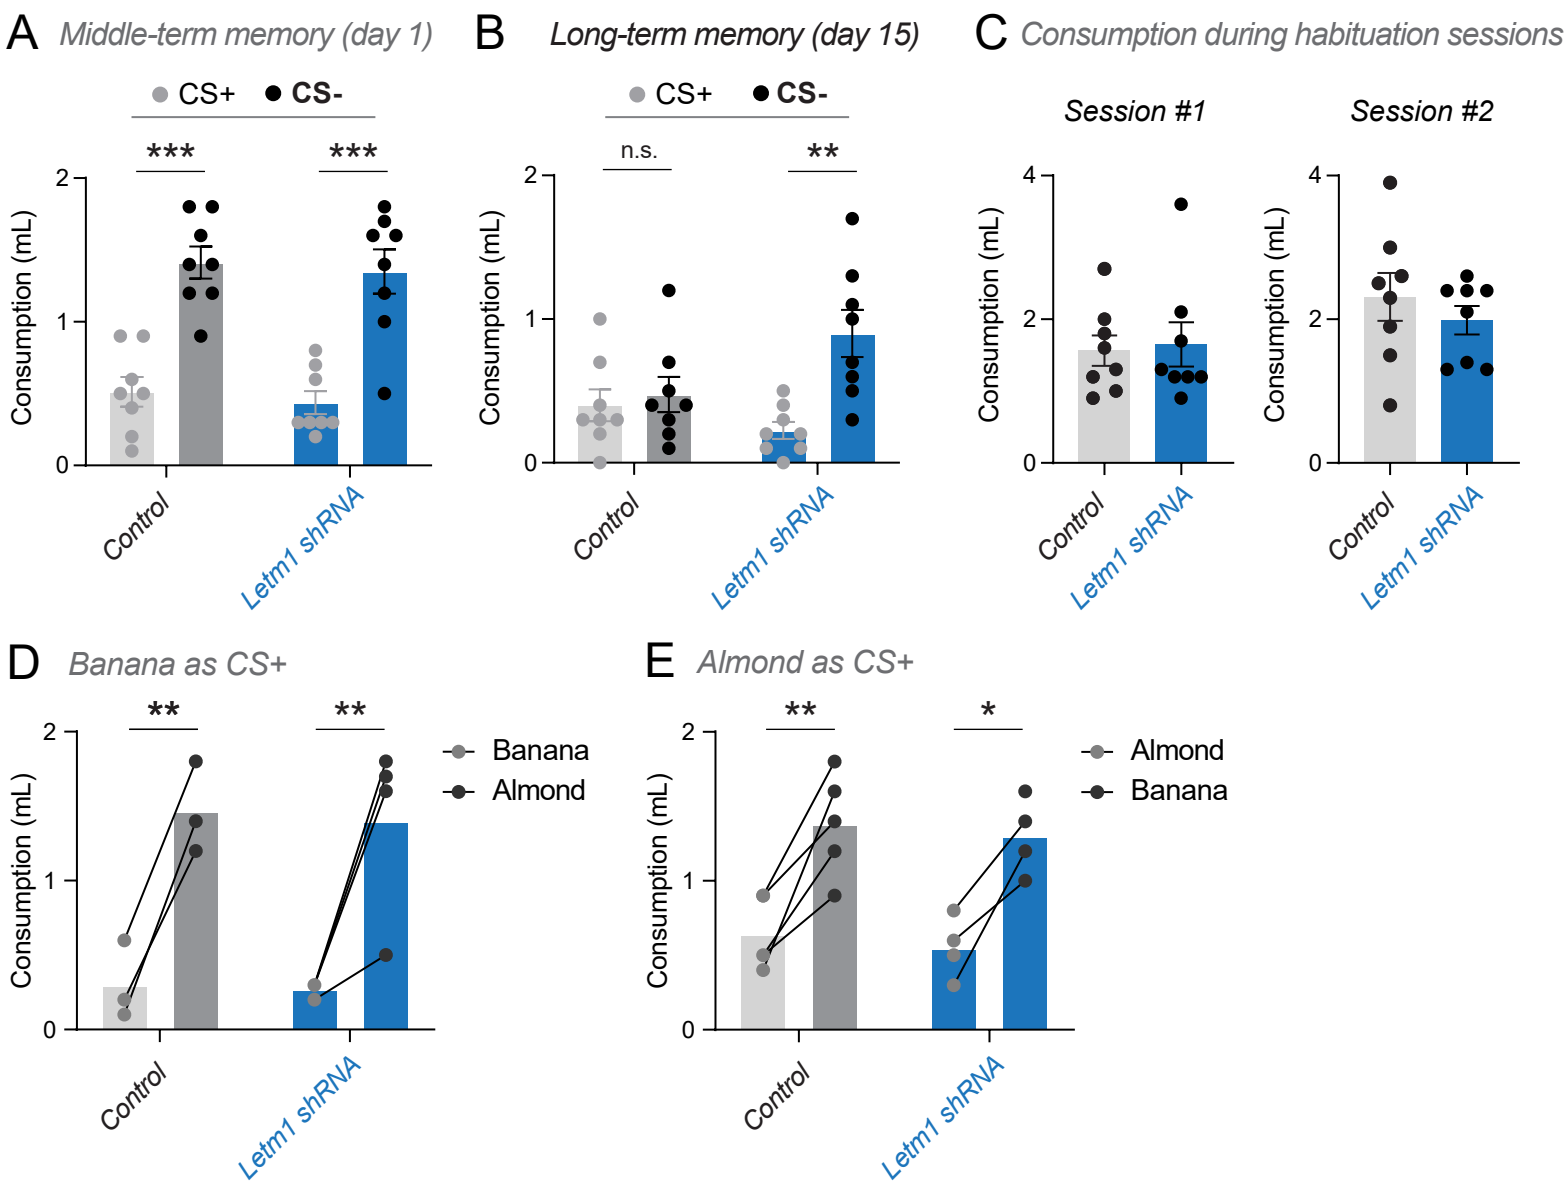 A Middle-term memory (day 1)
CS+ CS-
*** ***
2
1
0
Consumption (mL)
Control
Letm1 shRNA
B Long-term memory (day 15)
CS+ CS-
n.s. **
2
1
0
Consumption (mL)
Control
Letm1 shRNA
C Consumption during habituation sessions
Session #1
4
2
0
Consumption (mL)
Control
Letm1 shRNA
Session #2
4
2
0
Consumption (mL)
Control
Letm1 shRNA
D Banana as CS+
** **
2
1
0
Consumption (mL)
Banana
Almond
Control
Letm1 shRNA
E Almond as CS+
** *
2
1
0
Consumption (mL)
Almond
Banana
Control
Letm1 shRNA